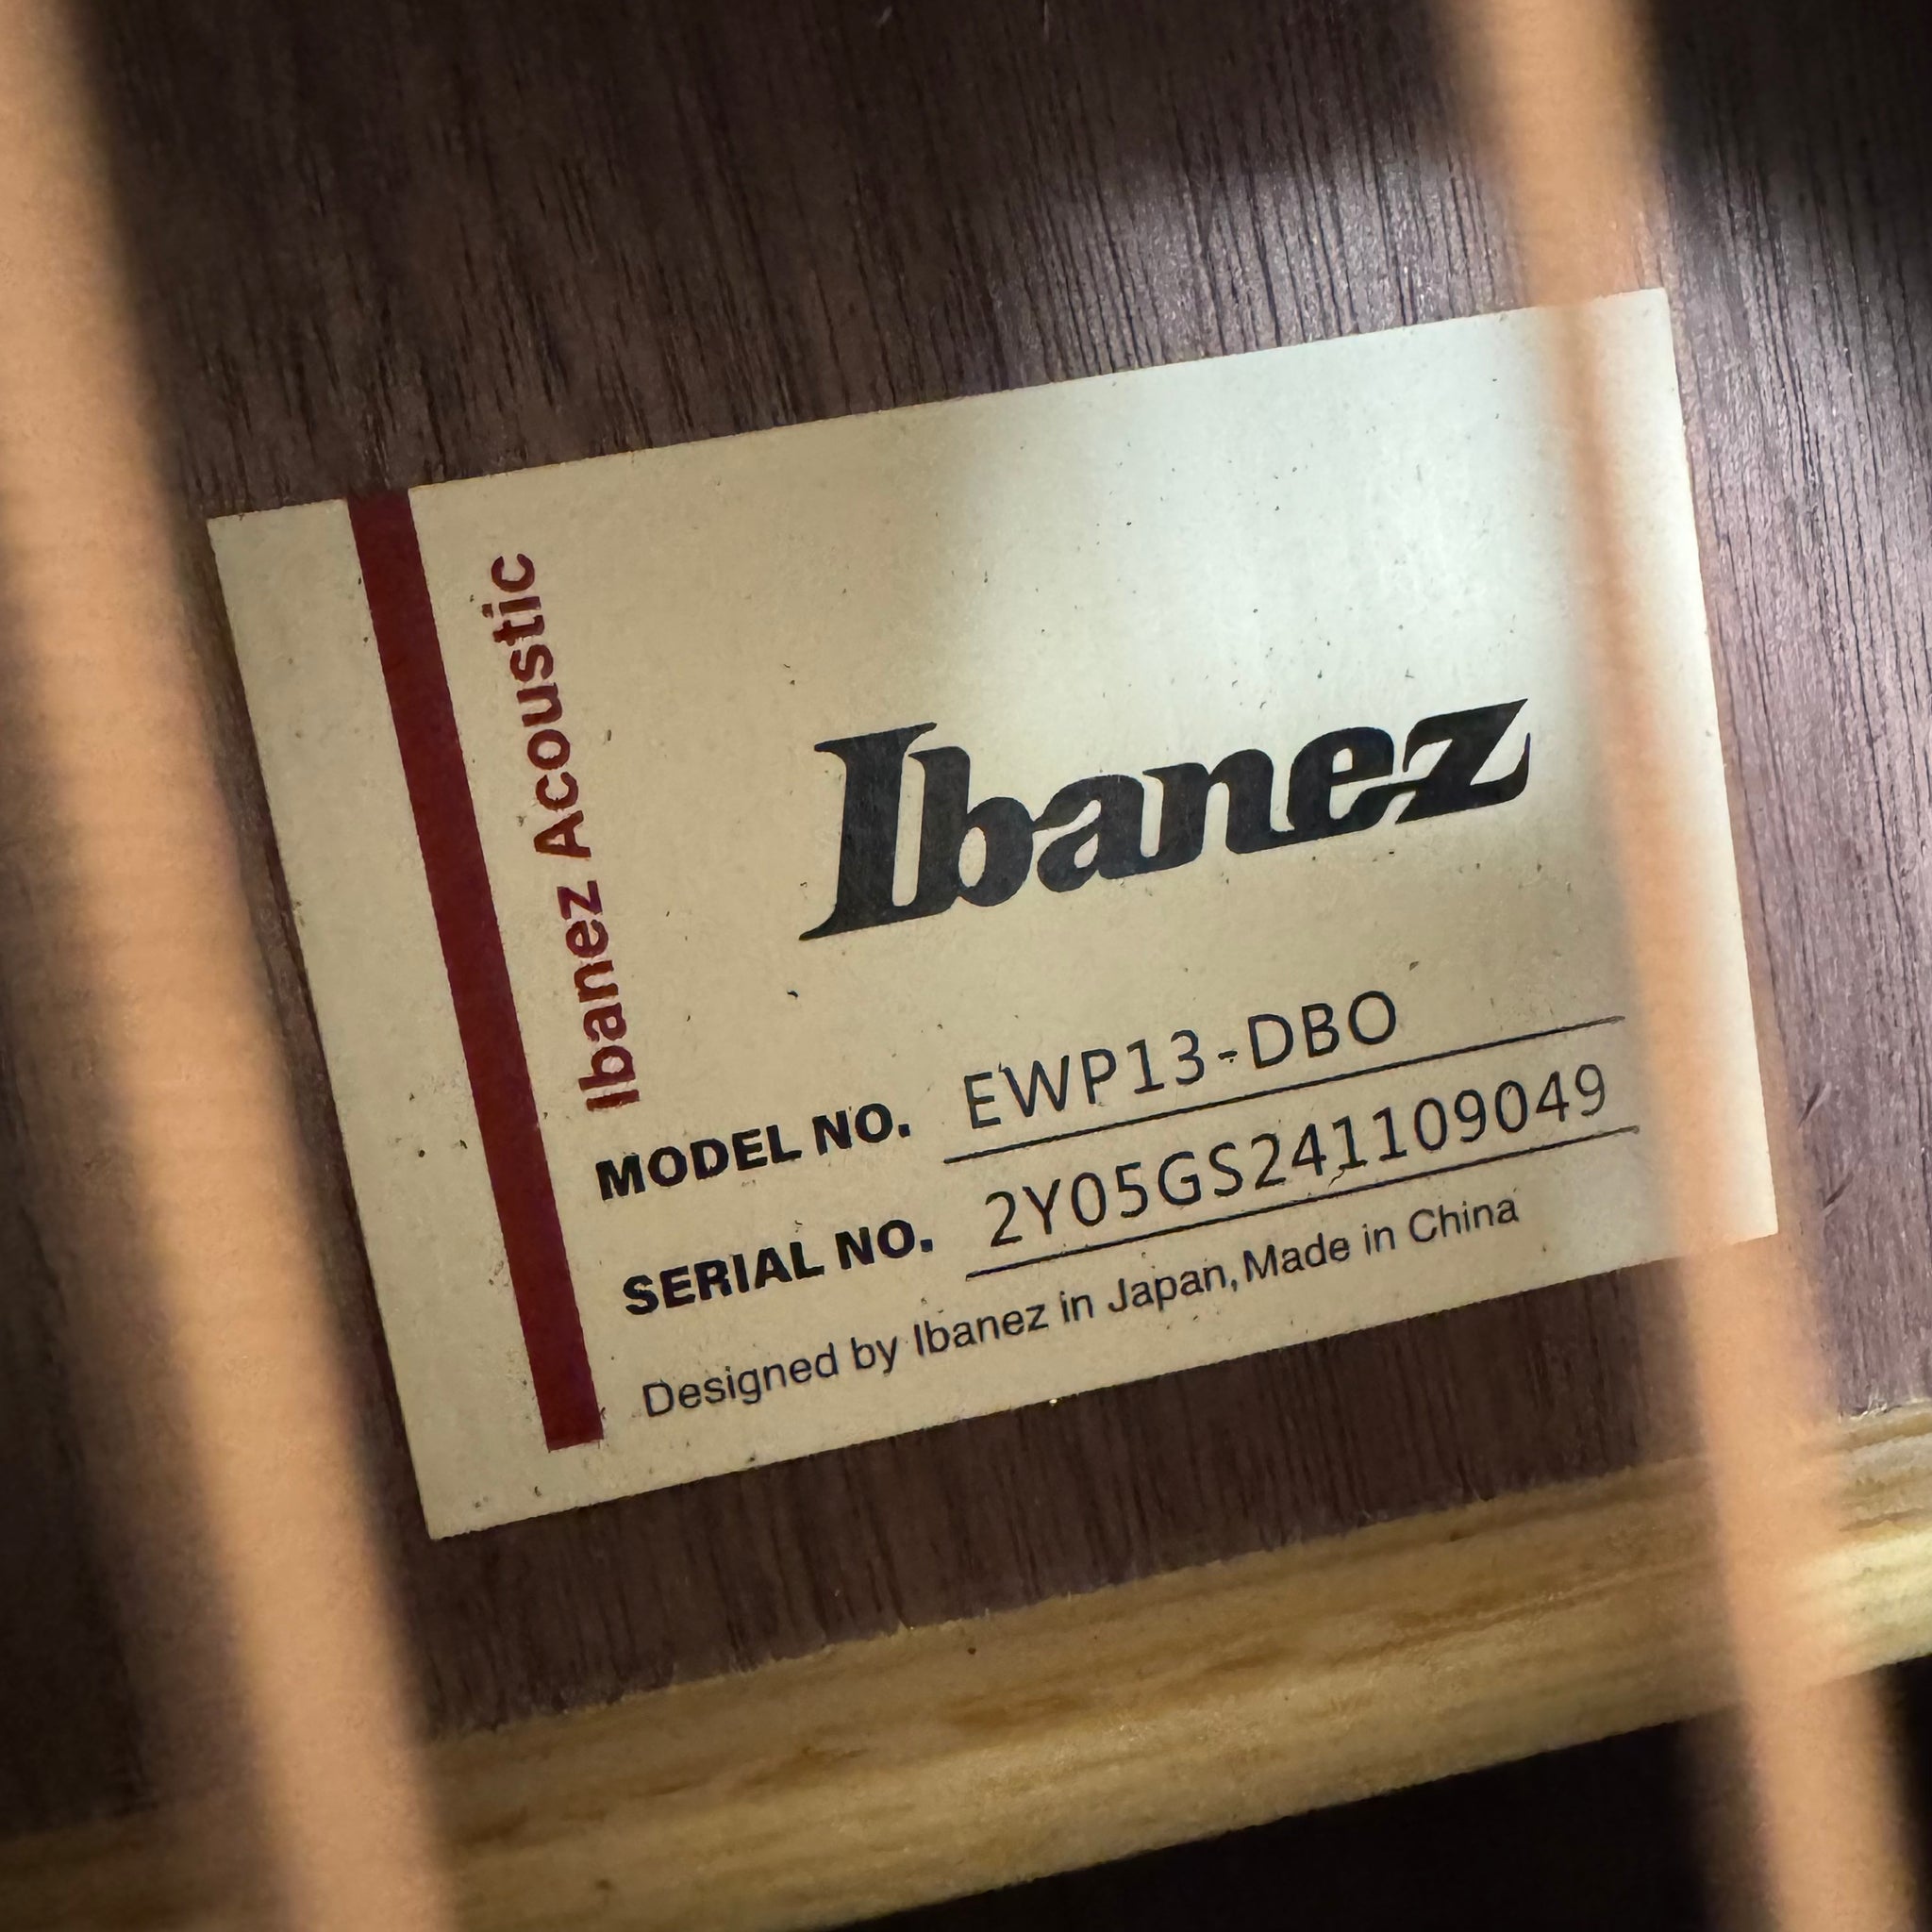 Ibanez Acoustic
Ibanez
MODEL NO. EWP13-DBO
SERIAL NO. 2Y05GS241109049
Designed by Ibanez in Japan,Made in China